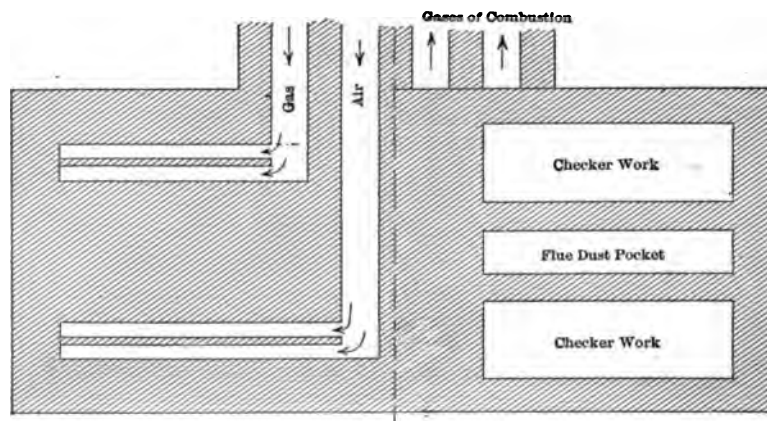 Gases of Combustion
Gas
Air
Checker Work
Flue Dust Pocket
Checker Work